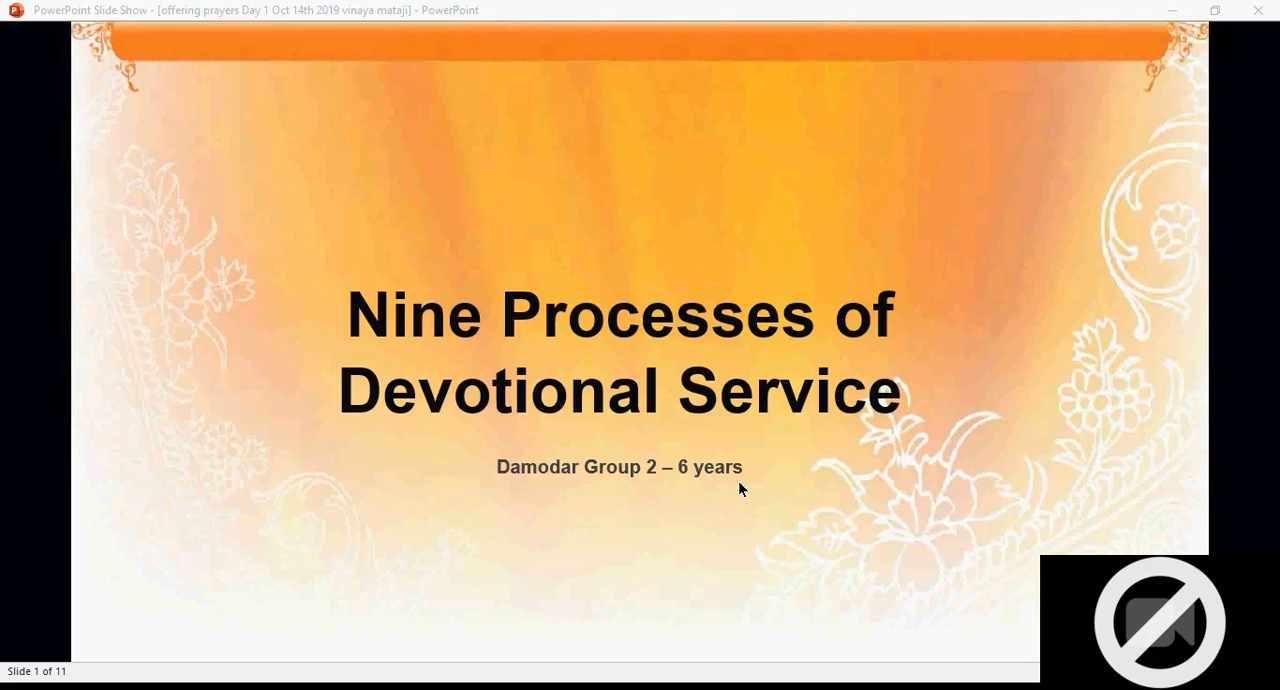 PowerPoint Slide Show - [offering prayers Day 1 Oct 14th 2019 vinaya mataji] - PowerPoint
Nine Processes of
Devotional Service
Damodar Group 2 – 6 years
Slide 1 of 11